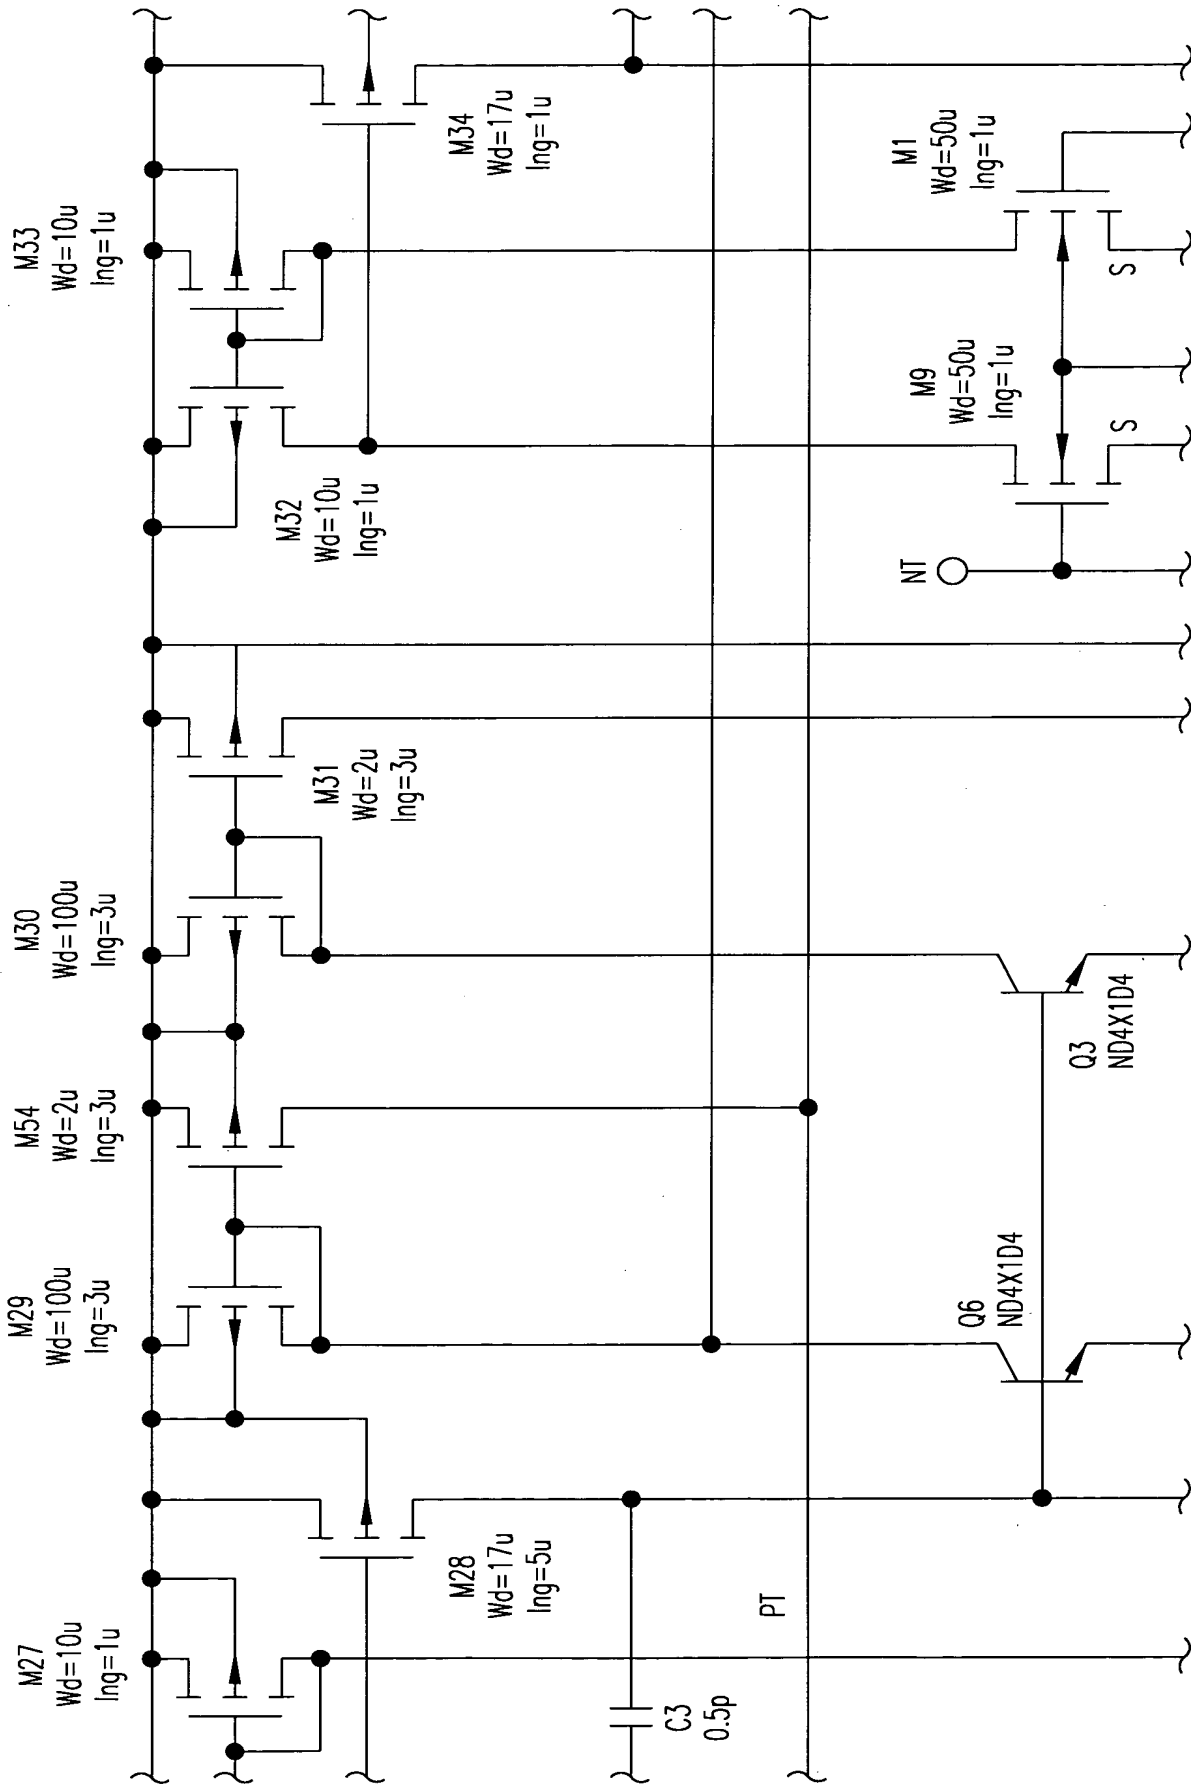 M27
Wd=10u
lng=1u
M28
Wd=17u
lng=5u
C3
0.5p
PT
M29
Wd=100u
lng=3u
Q6
ND4X1D4
M54
Wd=2u
lng=3u
M30
Wd=100u
lng=3u
Q3
ND4X1D4
M31
Wd=2u
lng=3u
NT
M32
Wd=10u
lng=1u
M9
Wd=50u
lng=1u
S
M33
Wd=10u
lng=1u
M34
Wd=17u
lng=1u
M1
Wd=50u
lng=1u
S